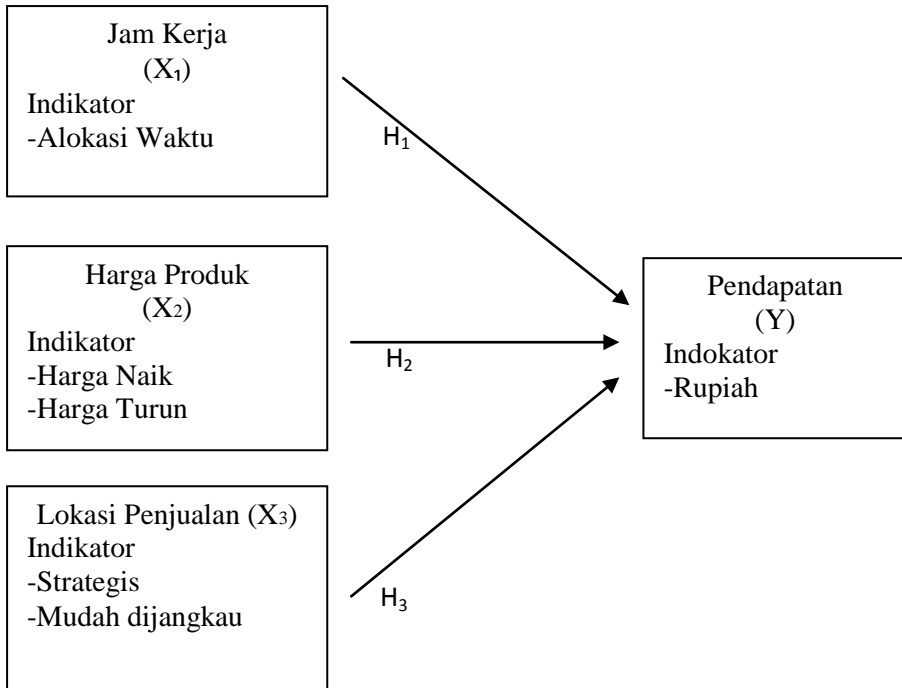 Jam Kerja
(X₁)
Indikator
-Alokasi Waktu
H₁
Harga Produk
(X₂)
Indikator
-Harga Naik
-Harga Turun
H₂
Pendapatan
(Y)
Indokator
-Rupiah
Lokasi Penjualan (X₃)
Indikator
-Strategis
-Mudah dijangkau
H₃